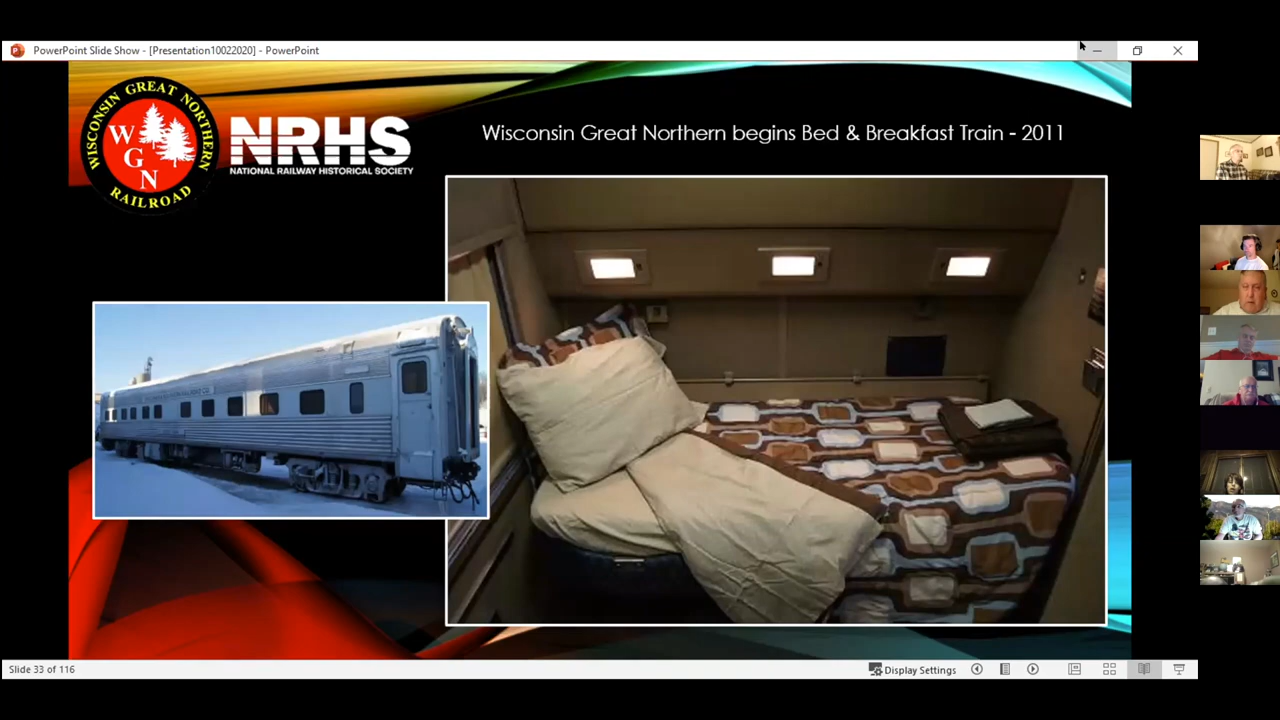 PowerPoint Slide Show - [Presentation10022020] - PowerPoint
WISCONSIN GREAT NORTHERN
W
G
N
RAILROAD
NRHS
NATIONAL RAILWAY HISTORICAL SOCIETY
Wisconsin Great Northern begins Bed & Breakfast Train - 2011
Slide 33 of 116
Display Settings